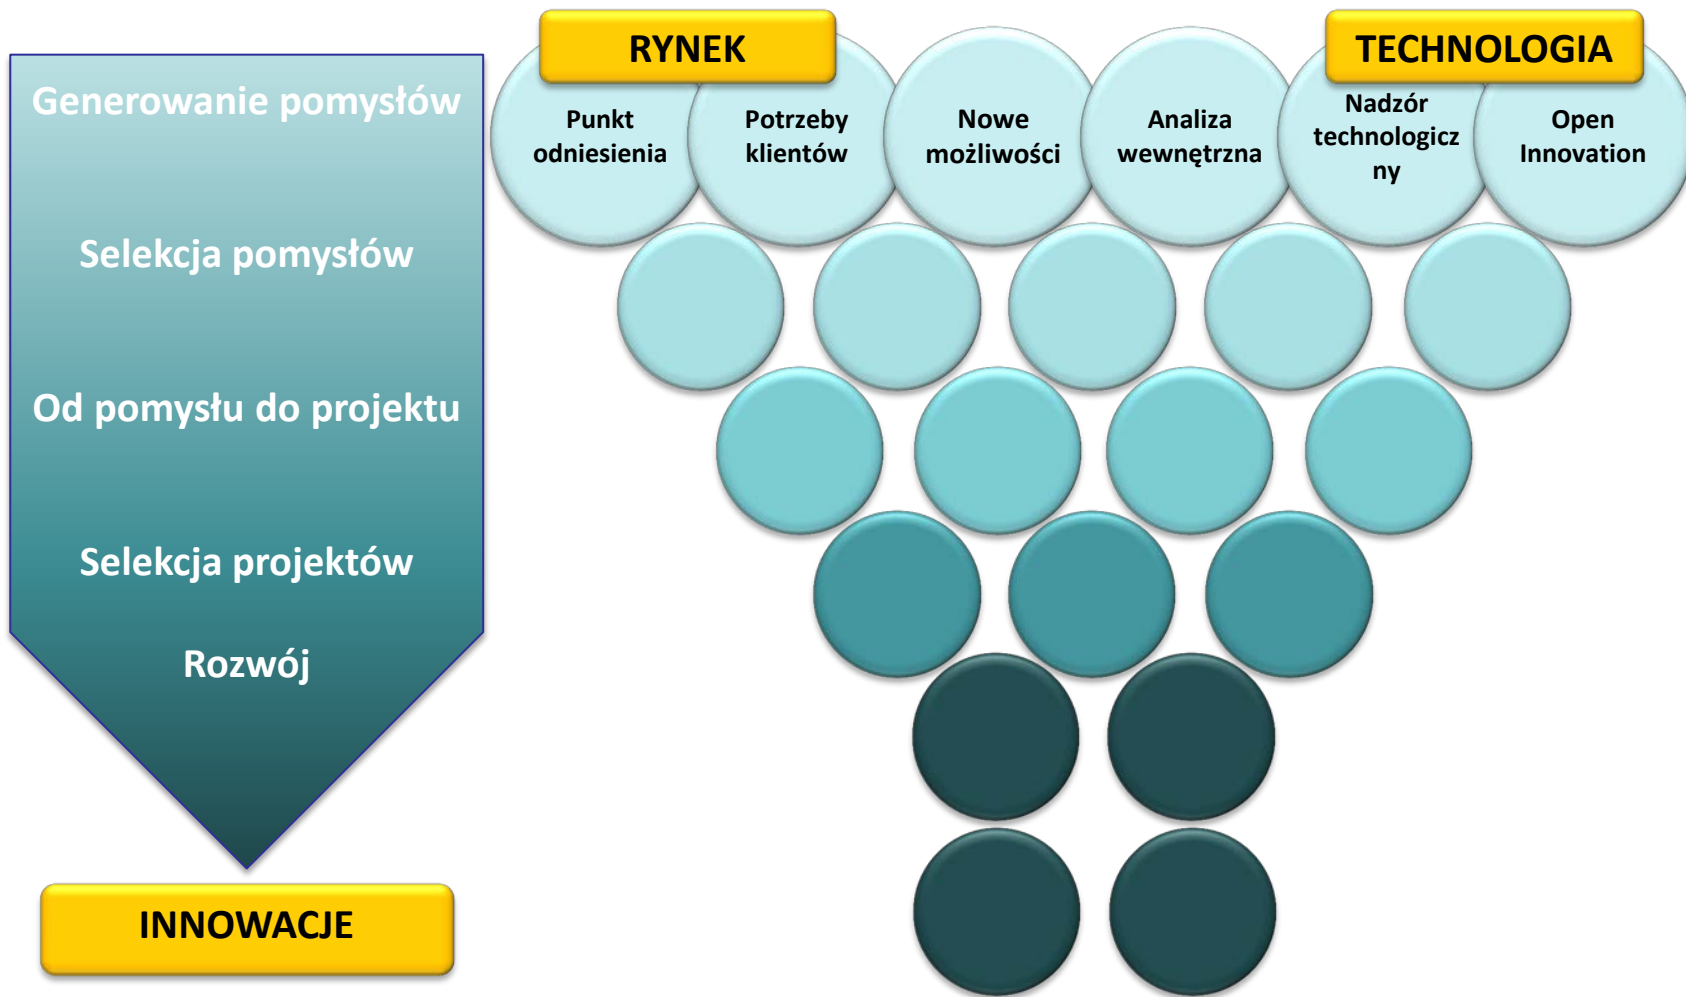 RYNEK
TECHNOLOGIA
Generowanie pomysłów
Punkt
odniesienia
Potrzeby
klientów
Nowe
możliwości
Analiza
wewnętrzna
Nadzór
technologicz
ny
Open
Innovation
Selekcja pomysłów
Od pomysłu do projektu
Selekcja projektów
Rozwój
INNOWACJE